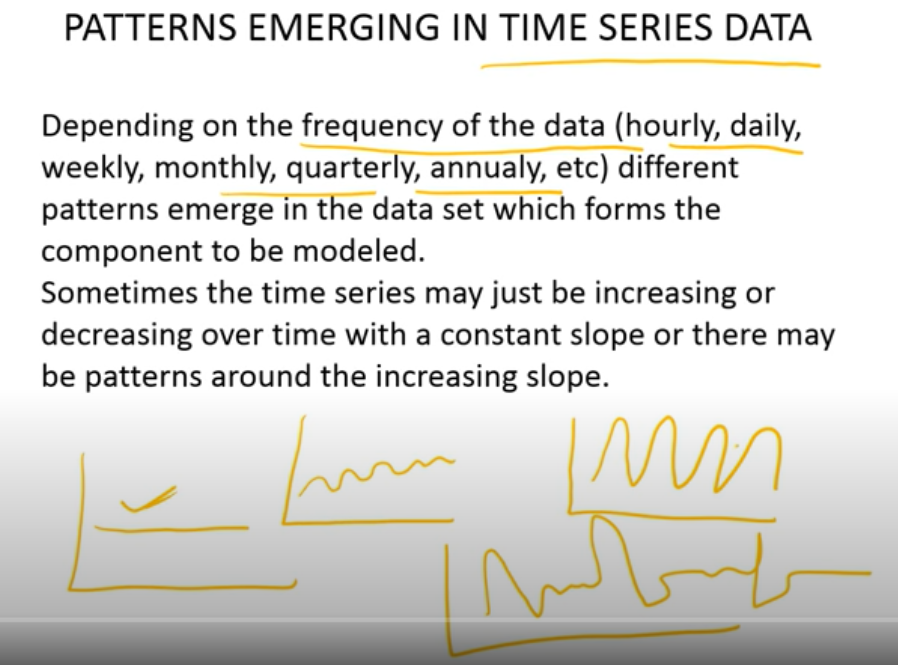 PATTERNS EMERGING IN TIME SERIES DATA
Depending on the frequency of the data (hourly, daily,
weekly, monthly, quarterly, annualy, etc) different
patterns emerge in the data set which forms the
component to be modeled.
Sometimes the time series may just be increasing or
decreasing over time with a constant slope or there may
be patterns around the increasing slope.